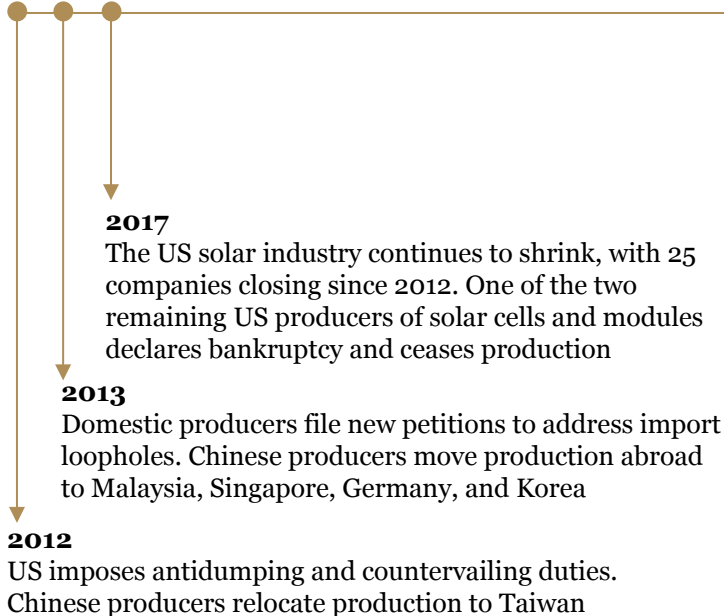 2017
The US solar industry continues to shrink, with 25
companies closing since 2012. One of the two
remaining US producers of solar cells and modules
declares bankruptcy and ceases production
2013
Domestic producers file new petitions to address import
loopholes. Chinese producers move production abroad
to Malaysia, Singapore, Germany, and Korea
2012
US imposes antidumping and countervailing duties.
Chinese producers relocate production to Taiwan